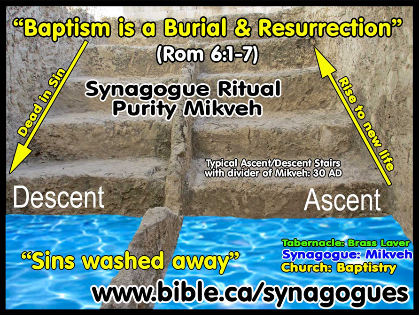 “Baptism is a Burial & Resurrection”
(Rom 6:1-7)
Dead in Sin
Rise to new life
Synagogue Ritual
Purity Mikveh
Typical Ascent/Descent Stairs
with divider of Mikveh: 30 AD
Descent
Ascent
“Sins washed away”
Tabernacle: Brass Laver
Synagogue: Mikveh
Church: Baptistry
www.bible.ca/synagogues